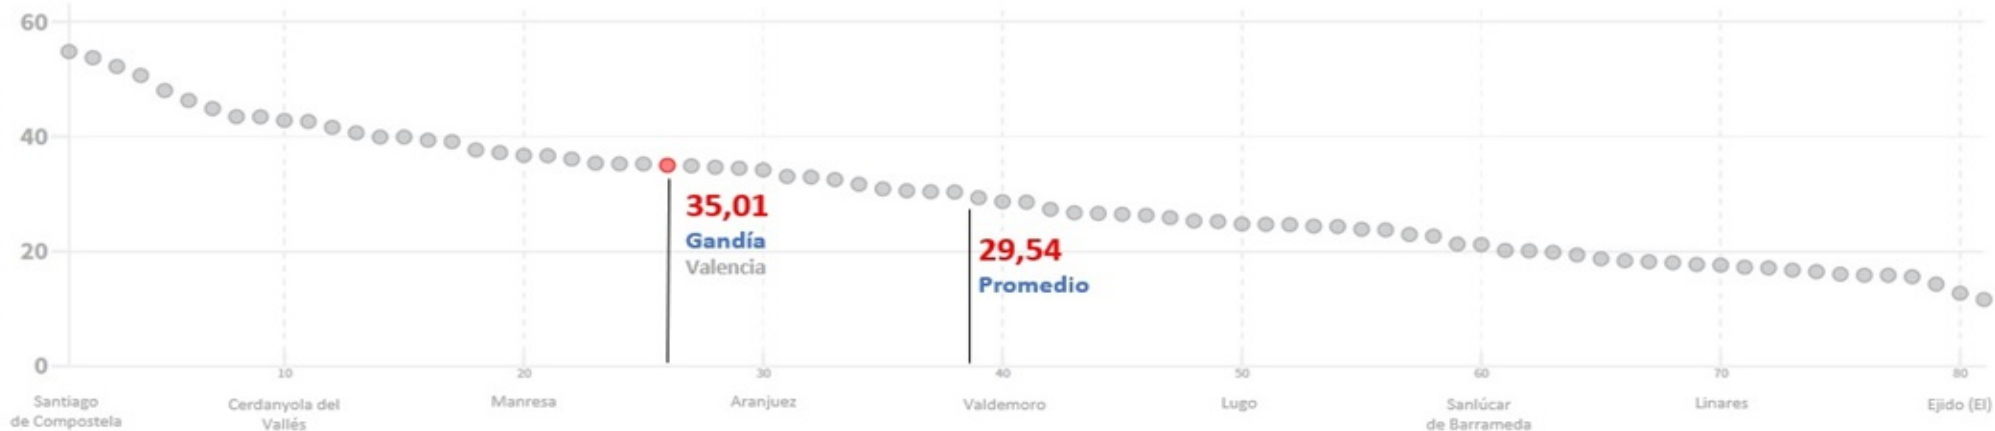 60
40
20
0
35,01
Gandía
Valencia
29,54
Promedio
10
20
30
40
50
60
70
80
Santiago
de Compostela
Cerdanyola del
Vallés
Manresa
Aranjuez
Valdemoro
Lugo
Sanlúcar
de Barrameda
Linares
Ejido (El)